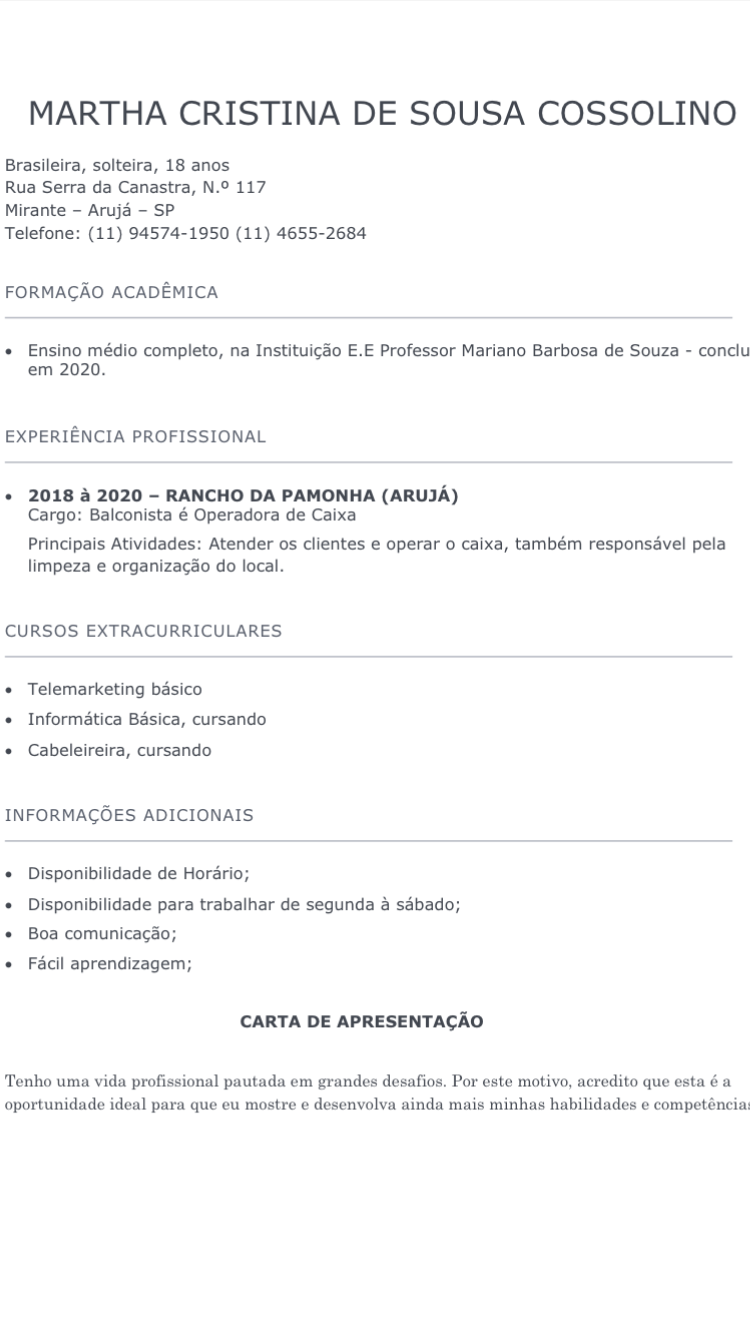 MARTHA CRISTINA DE SOUSA COSSOLINO
Brasileira, solteira, 18 anos
Rua Serra da Canastra, N.º 117
Mirante – Arujá – SP
Telefone: (11) 94574-1950 (11) 4655-2684
FORMAÇÃO ACADÊMICA
• Ensino médio completo, na Instituição E.E Professor Mariano Barbosa de Souza - conclu
em 2020.
EXPERIÊNCIA PROFISSIONAL
• 2018 à 2020 – RANCHO DA PAMONHA (ARUJÁ)
Cargo: Balconista é Operadora de Caixa
Principais Atividades: Atender os clientes e operar o caixa, também responsável pela
limpeza e organização do local.
CURSOS EXTRACURRICULARES
• Telemarketing básico
• Informática Básica, cursando
• Cabeleireira, cursando
INFORMAÇÕES ADICIONAIS
• Disponibilidade de Horário;
• Disponibilidade para trabalhar de segunda à sábado;
• Boa comunicação;
• Fácil aprendizagem;
CARTA DE APRESENTAÇÃO
Tenho uma vida profissional pautada em grandes desafios. Por este motivo, acredito que esta é a
oportunidade ideal para que eu mostre e desenvolva ainda mais minhas habilidades e competências